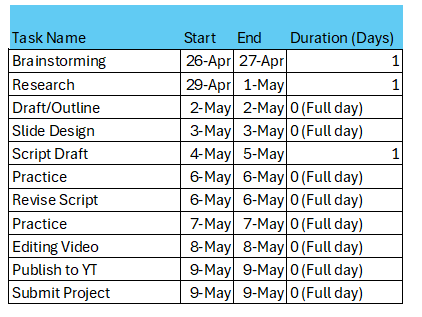 Task Name Start End Duration (Days)
Brainstorming 26-Apr 27-Apr 1
Research 29-Apr 1-May 1
Draft/Outline 2-May 2-May 0 (Full day)
Slide Design 3-May 3-May 0 (Full day)
Script Draft 4-May 5-May 1
Practice 6-May 6-May 0 (Full day)
Revise Script 6-May 6-May 0 (Full day)
Practice 7-May 7-May 0 (Full day)
Editing Video 8-May 8-May 0 (Full day)
Publish to YT 9-May 9-May 0 (Full day)
Submit Project 9-May 9-May 0 (Full day)